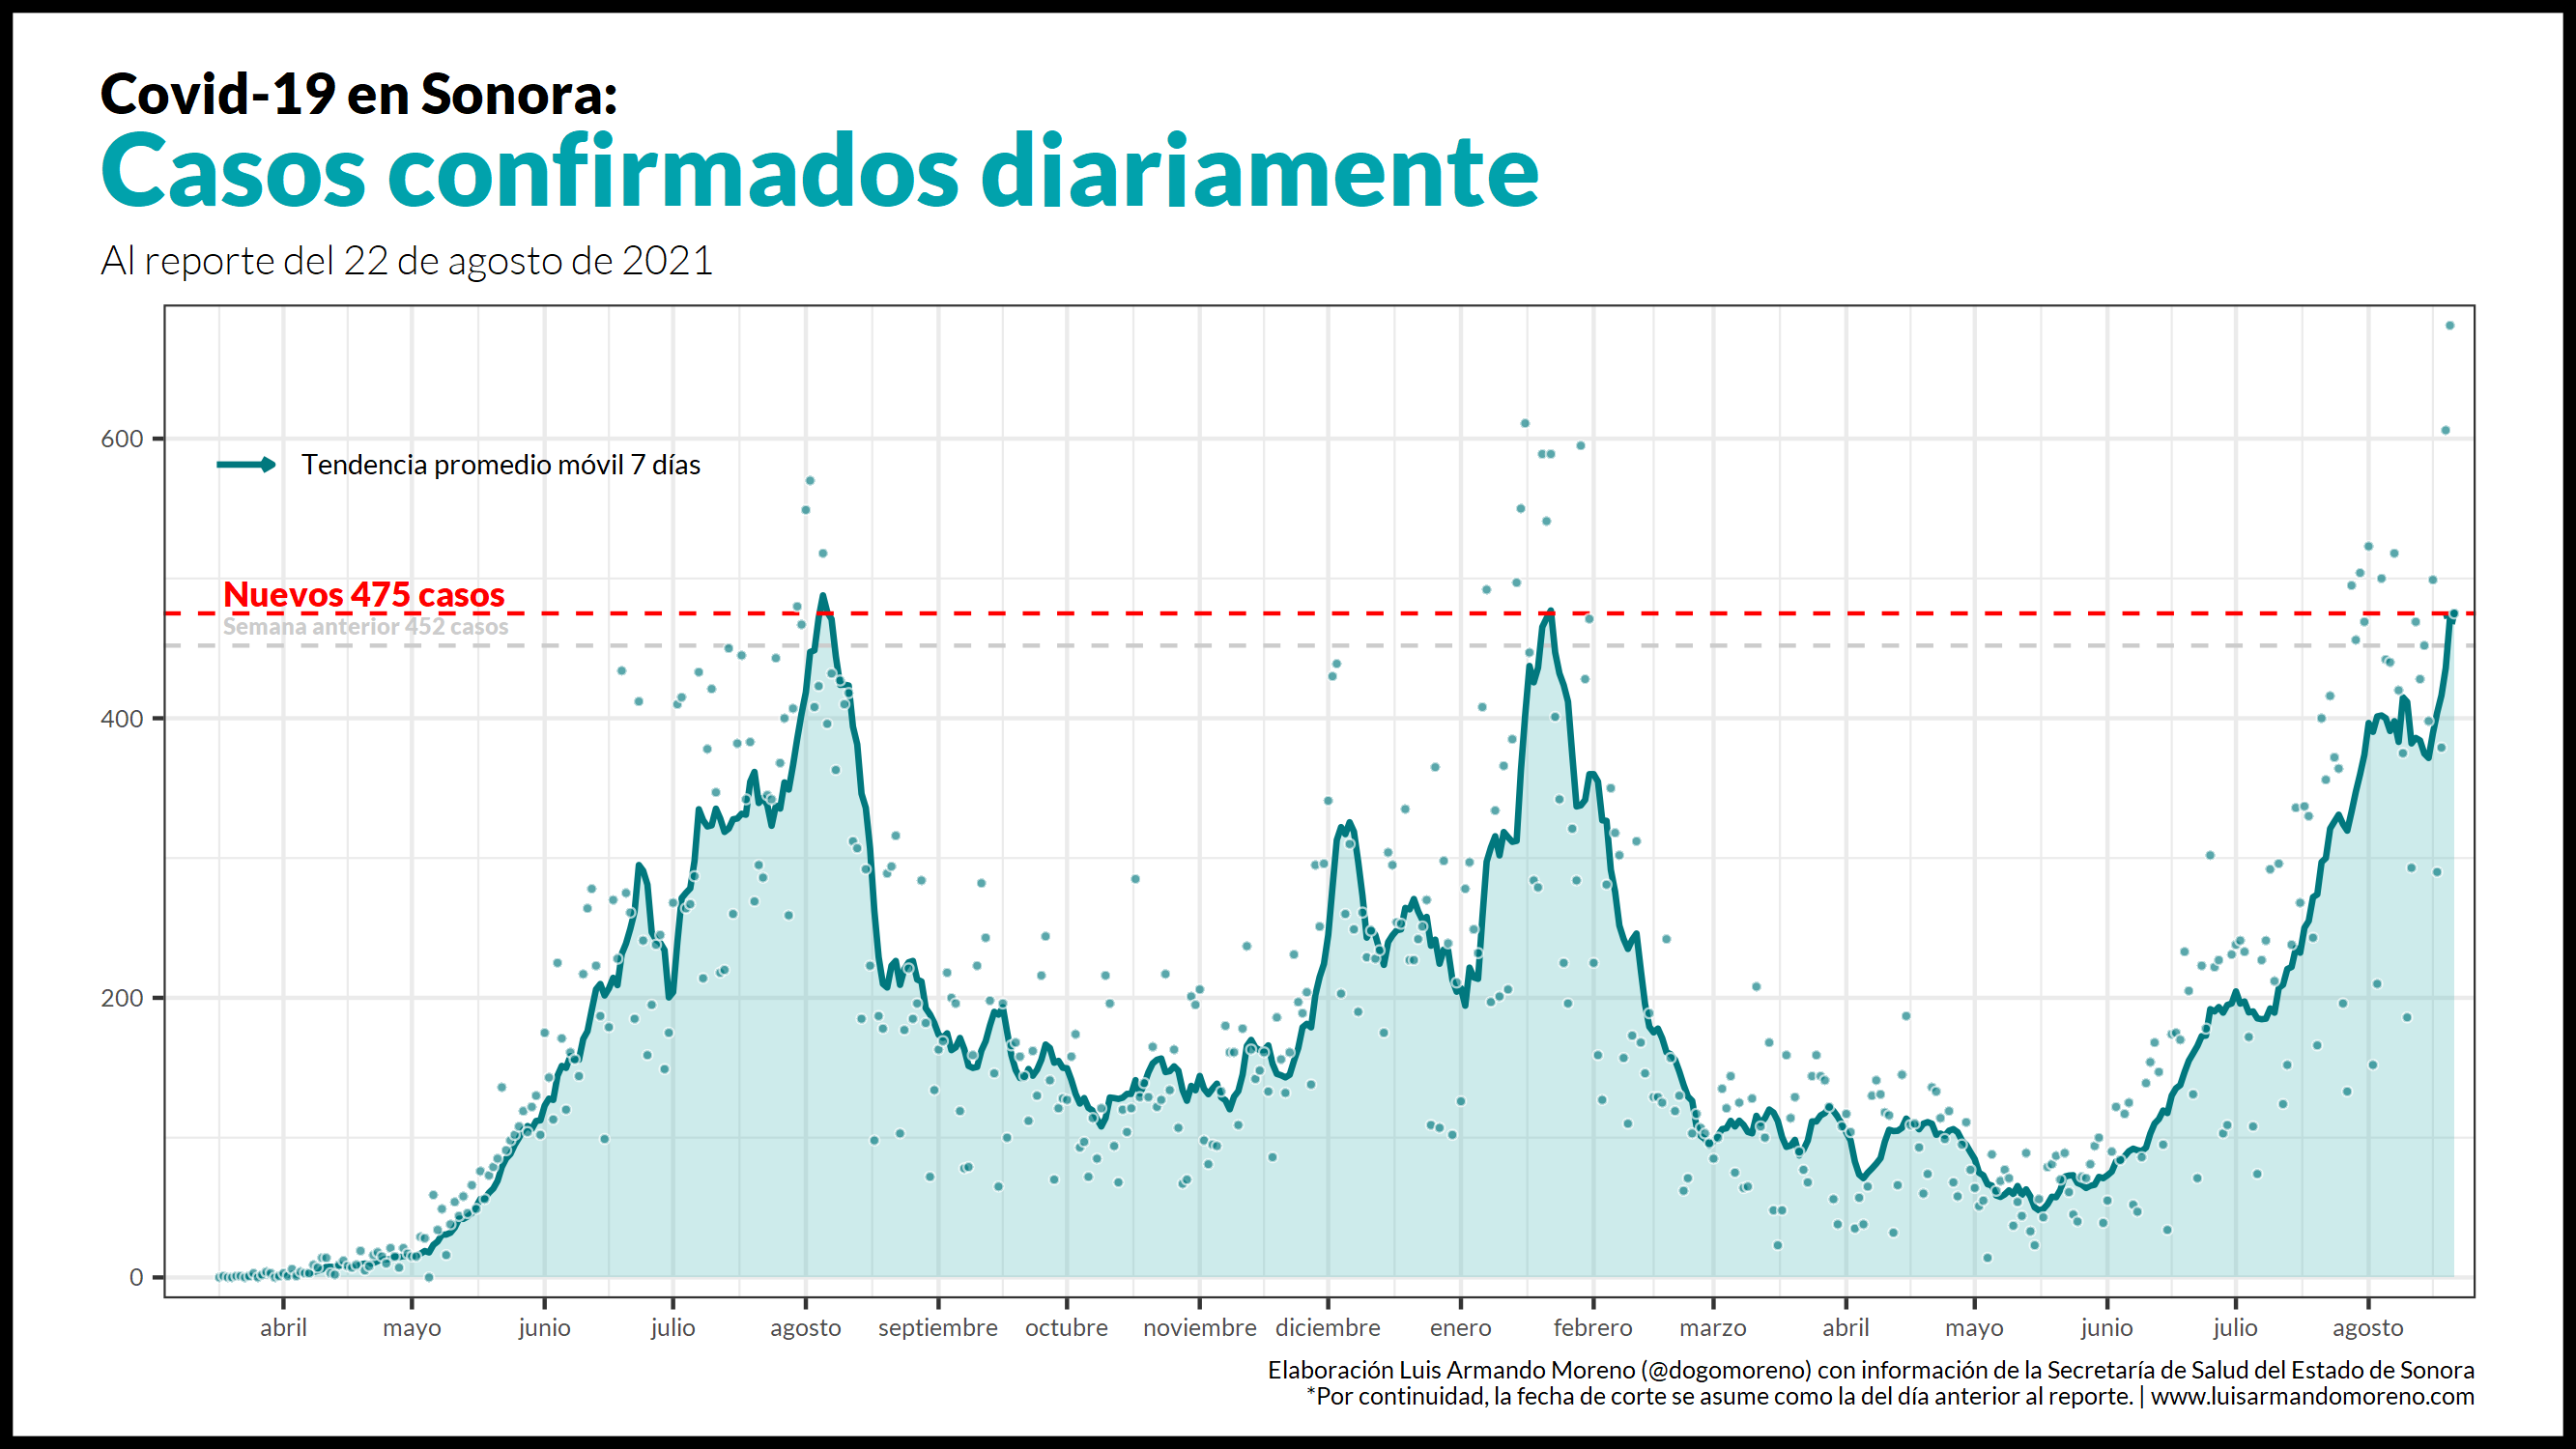 Covid-19 en Sonora:
Casos confirmados diariamente
Al reporte del 22 de agosto de 2021
600
Tendencia promedio móvil 7 días
Nuevos 475 casos
Semana anterior 452 casos
400
200
0
abril mayo junio julio agosto septiembre octubre noviembre diciembre enero febrero marzo abril mayo junio julio agosto
Elaboración Luis Armando Moreno (@dogomoreno) con información de la Secretaría de Salud del Estado de Sonora
*Por continuidad, la fecha de corte se asume como la del día anterior al reporte. | www.luisarmandomoreno.com